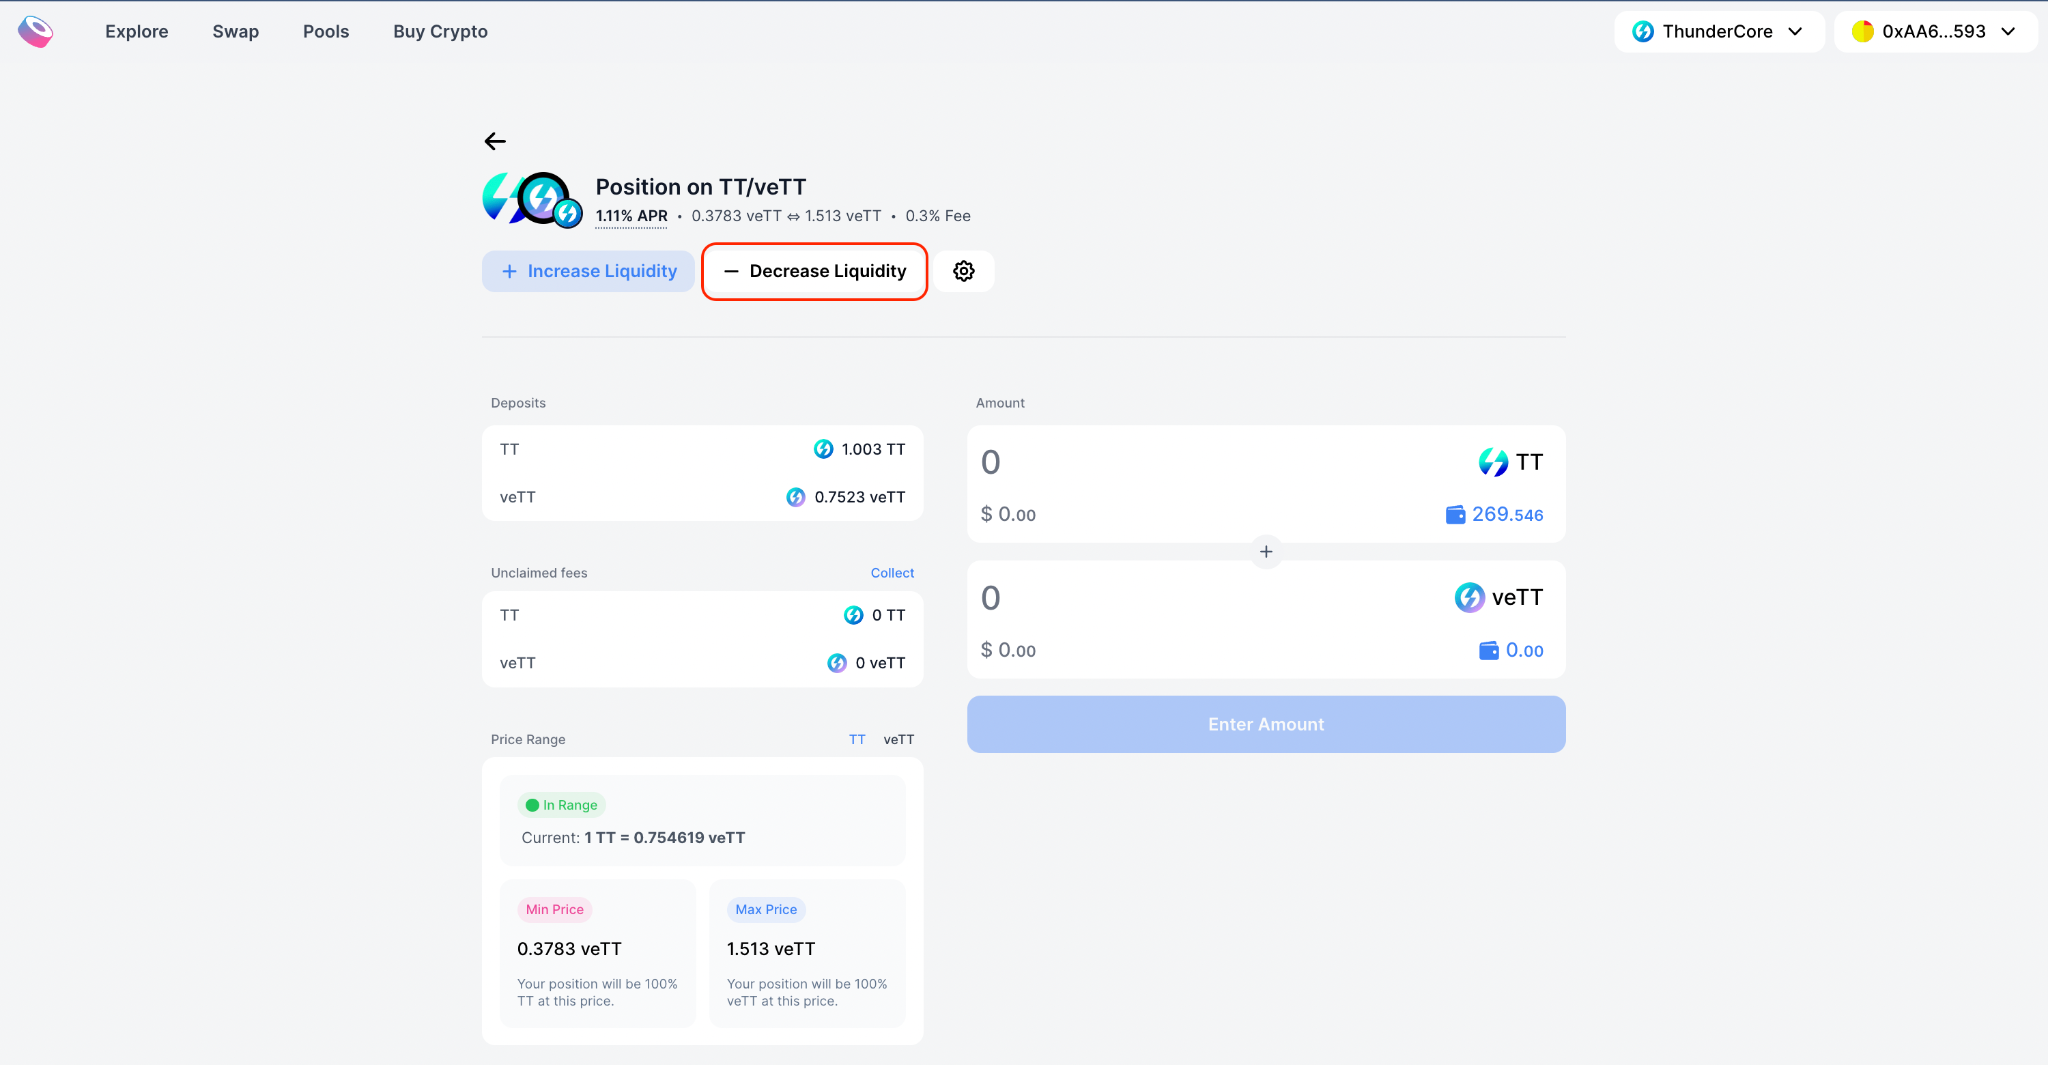 Explore Swap Pools Buy Crypto ThunderCore 0xAA6...593
Position on TT/veTT
1.11% APR • 0.3783 veTT ⇔ 1.513 veTT • 0.3% Fee
+ Increase Liquidity — Decrease Liquidity
Deposits
TT 1.003 TT
veTT 0.7523 veTT
Unclaimed fees Collect
TT 0 TT
veTT 0 veTT
Price Range TT veTT
In Range
Current: 1 TT = 0.754619 veTT
Min Price
0.3783 veTT
Your position will be 100%
TT at this price.
Max Price
1.513 veTT
Your position will be 100%
veTT at this price.
Amount
0 TT
$ 0.00 269.546
+
0 veTT
$ 0.00 0.00
Enter Amount